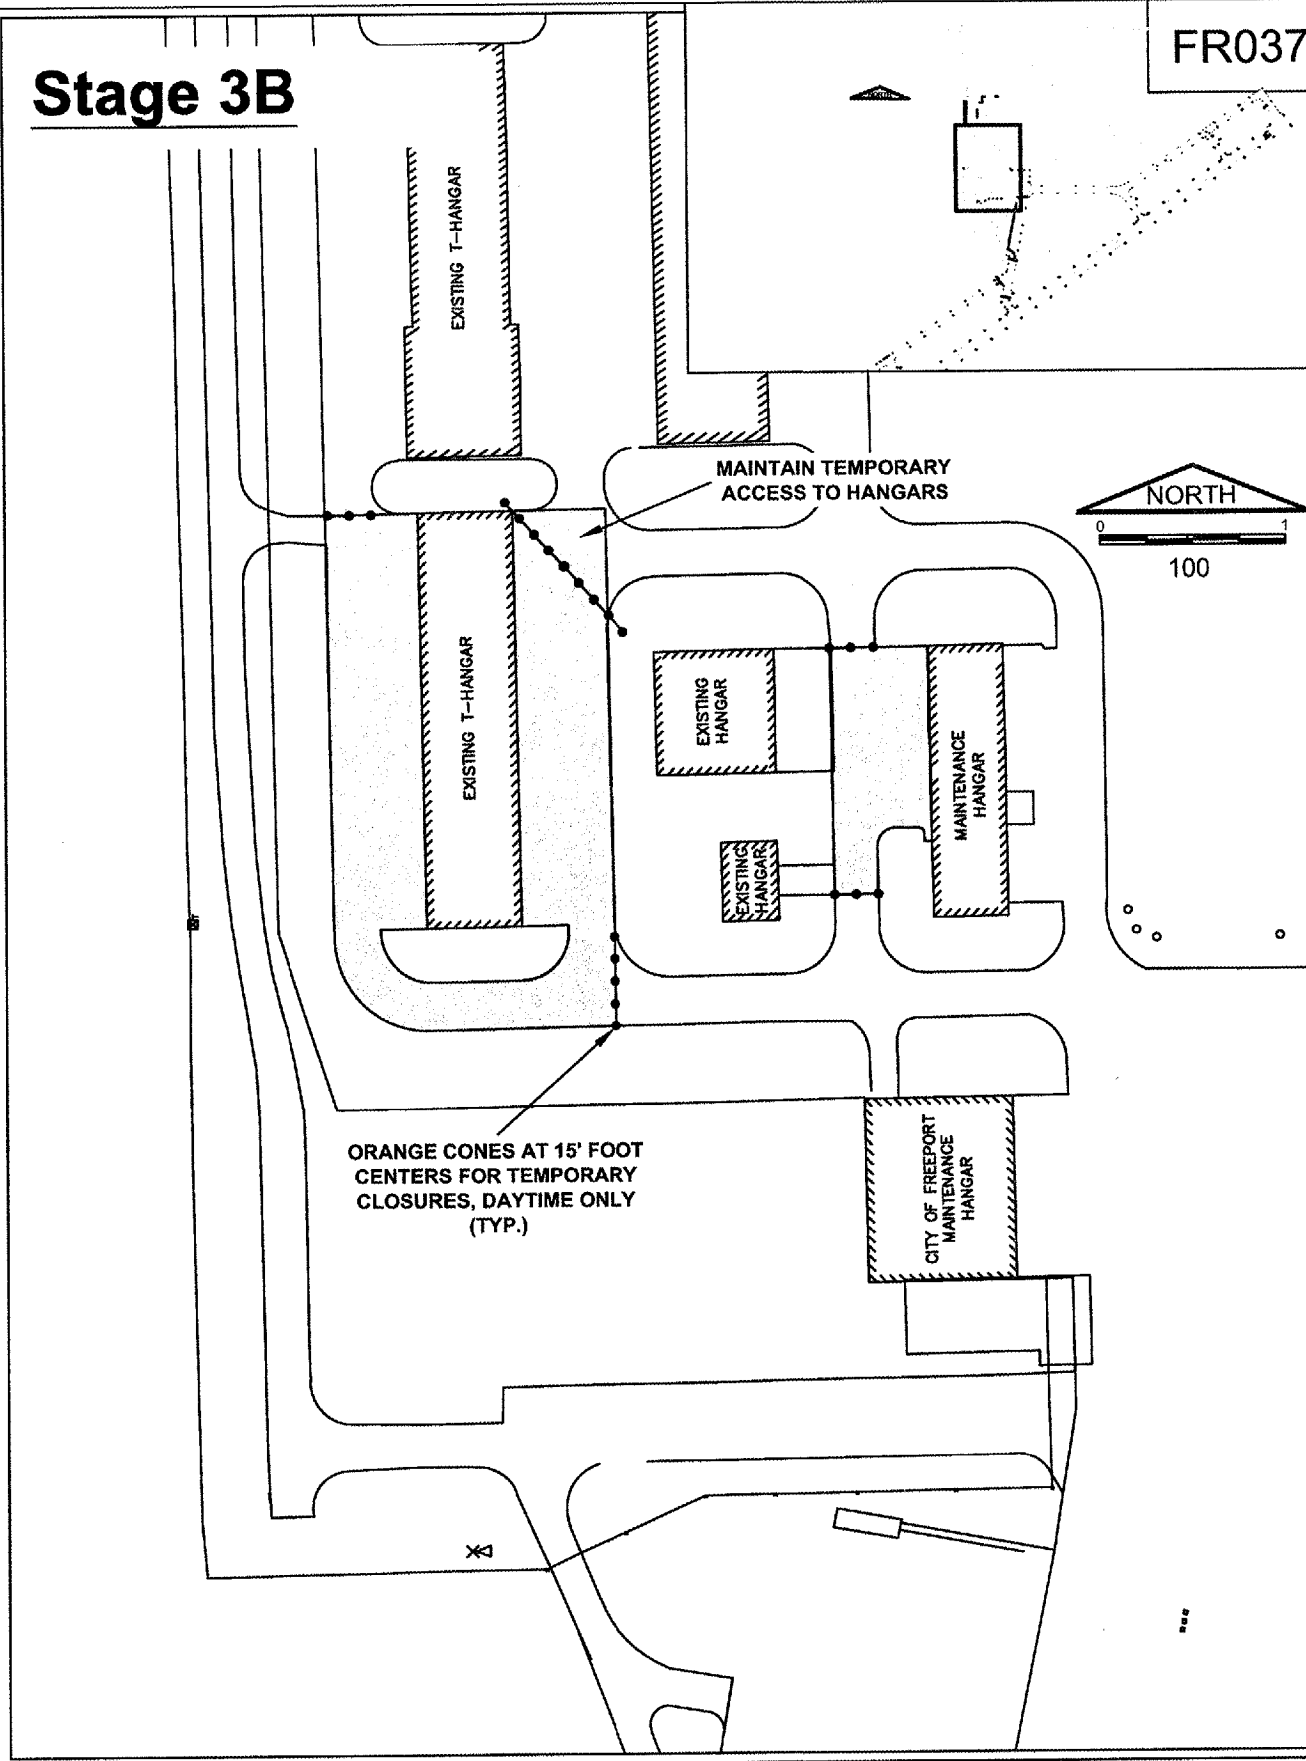 Stage 3B
FR037
NORTH
EXISTING T-HANGAR
MAINTAIN TEMPORARY
ACCESS TO HANGARS
NORTH
0 1
100
EXISTING T-HANGAR
EXISTING
HANGAR
MAINTENANCE
HANGAR
EXISTING
HANGAR
ORANGE CONES AT 15' FOOT
CENTERS FOR TEMPORARY
CLOSURES, DAYTIME ONLY
(TYP.)
CITY OF FREEPORT
MAINTENANCE
HANGAR